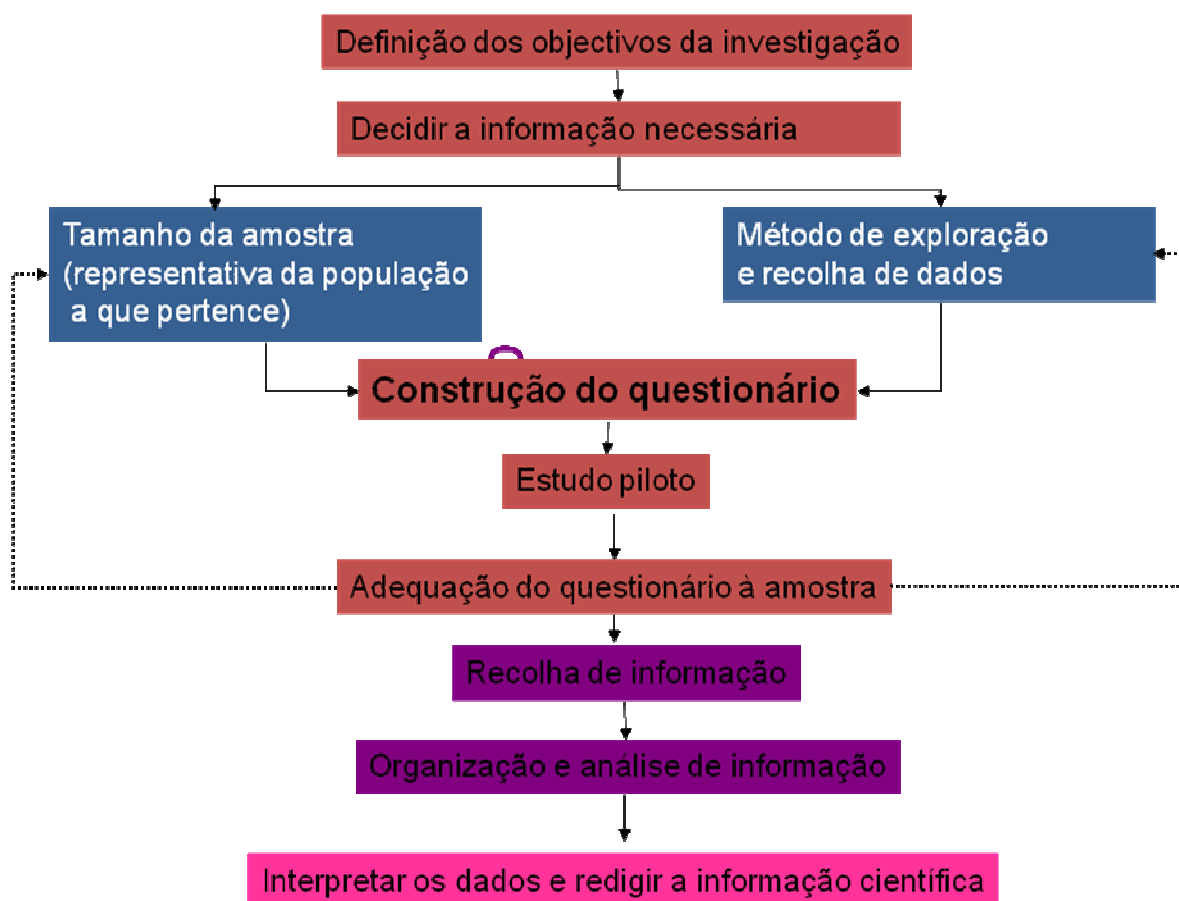 Definição dos objectivos da investigação
Decidir a informação necessária
Tamanho da amostra
(representativa da população
a que pertence)
Método de exploração
e recolha de dados
Construção do questionário
Estudo piloto
Adequação do questionário à amostra
Recolha de informação
Organização e análise de informação
Interpretar os dados e redigir a informação científica